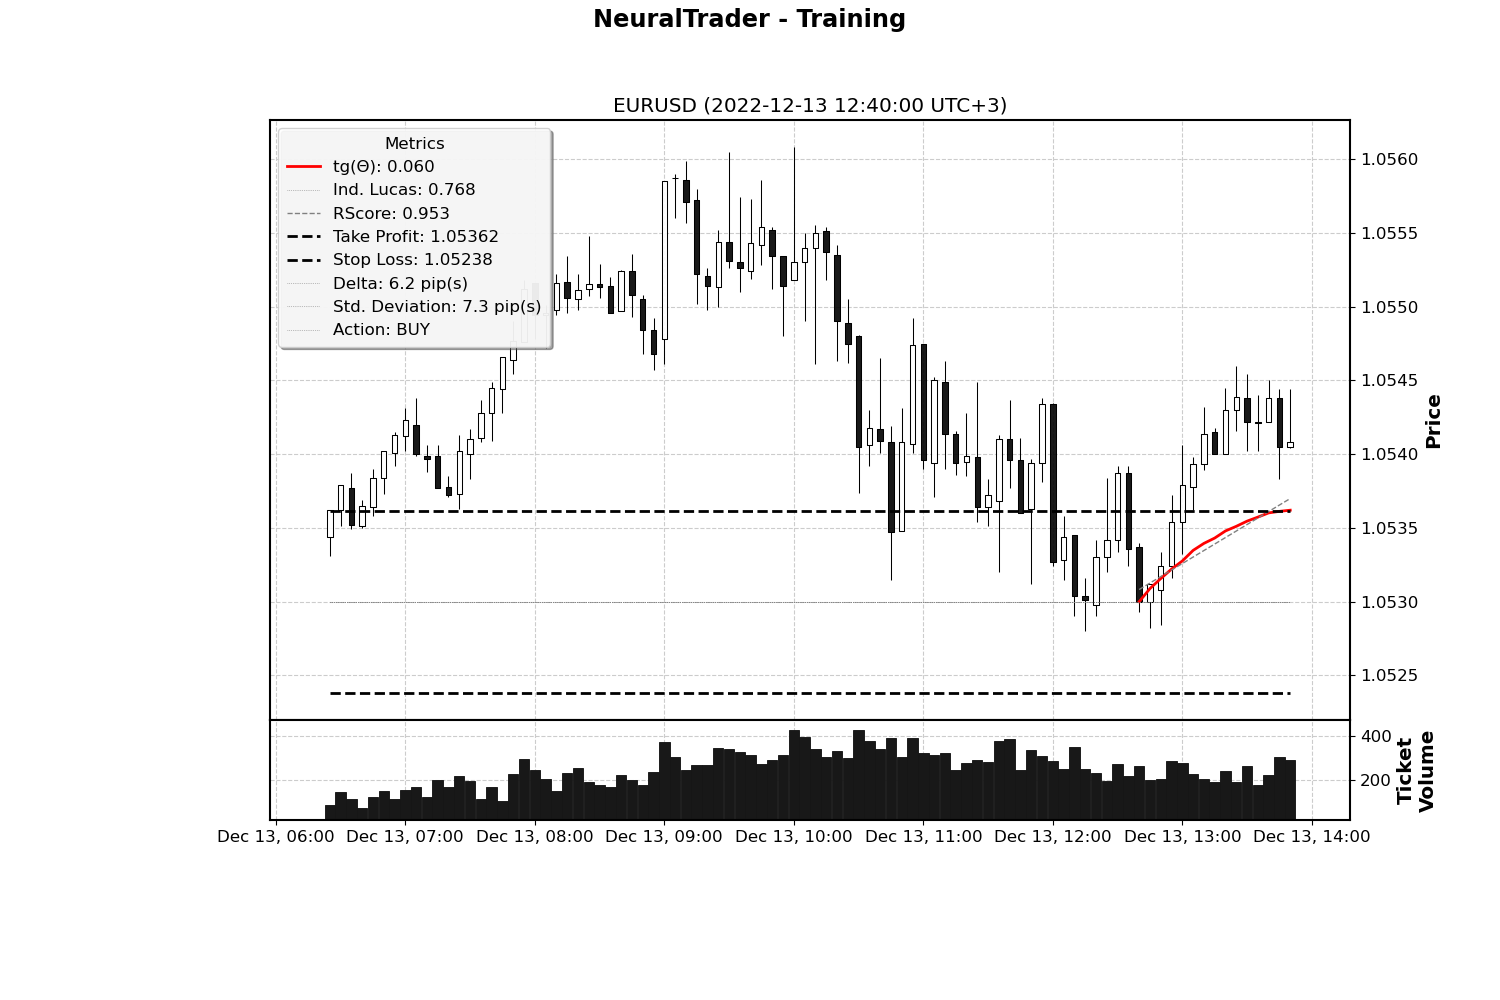 NeuralTrader - Training
EURUSD (2022-12-13 12:40:00 UTC+3)
Metrics
tg(Θ): 0.060
Ind. Lucas: 0.768
RScore: 0.953
Take Profit: 1.05362
Stop Loss: 1.05238
Delta: 6.2 pip(s)
Std. Deviation: 7.3 pip(s)
Action: BUY
1.0560
1.0555
1.0550
1.0545
1.0540
1.0535
1.0530
1.0525
Price
400
200
Ticket
Volume
Dec 13, 06:00 Dec 13, 07:00 Dec 13, 08:00 Dec 13, 09:00 Dec 13, 10:00 Dec 13, 11:00 Dec 13, 12:00 Dec 13, 13:00 Dec 13, 14:00